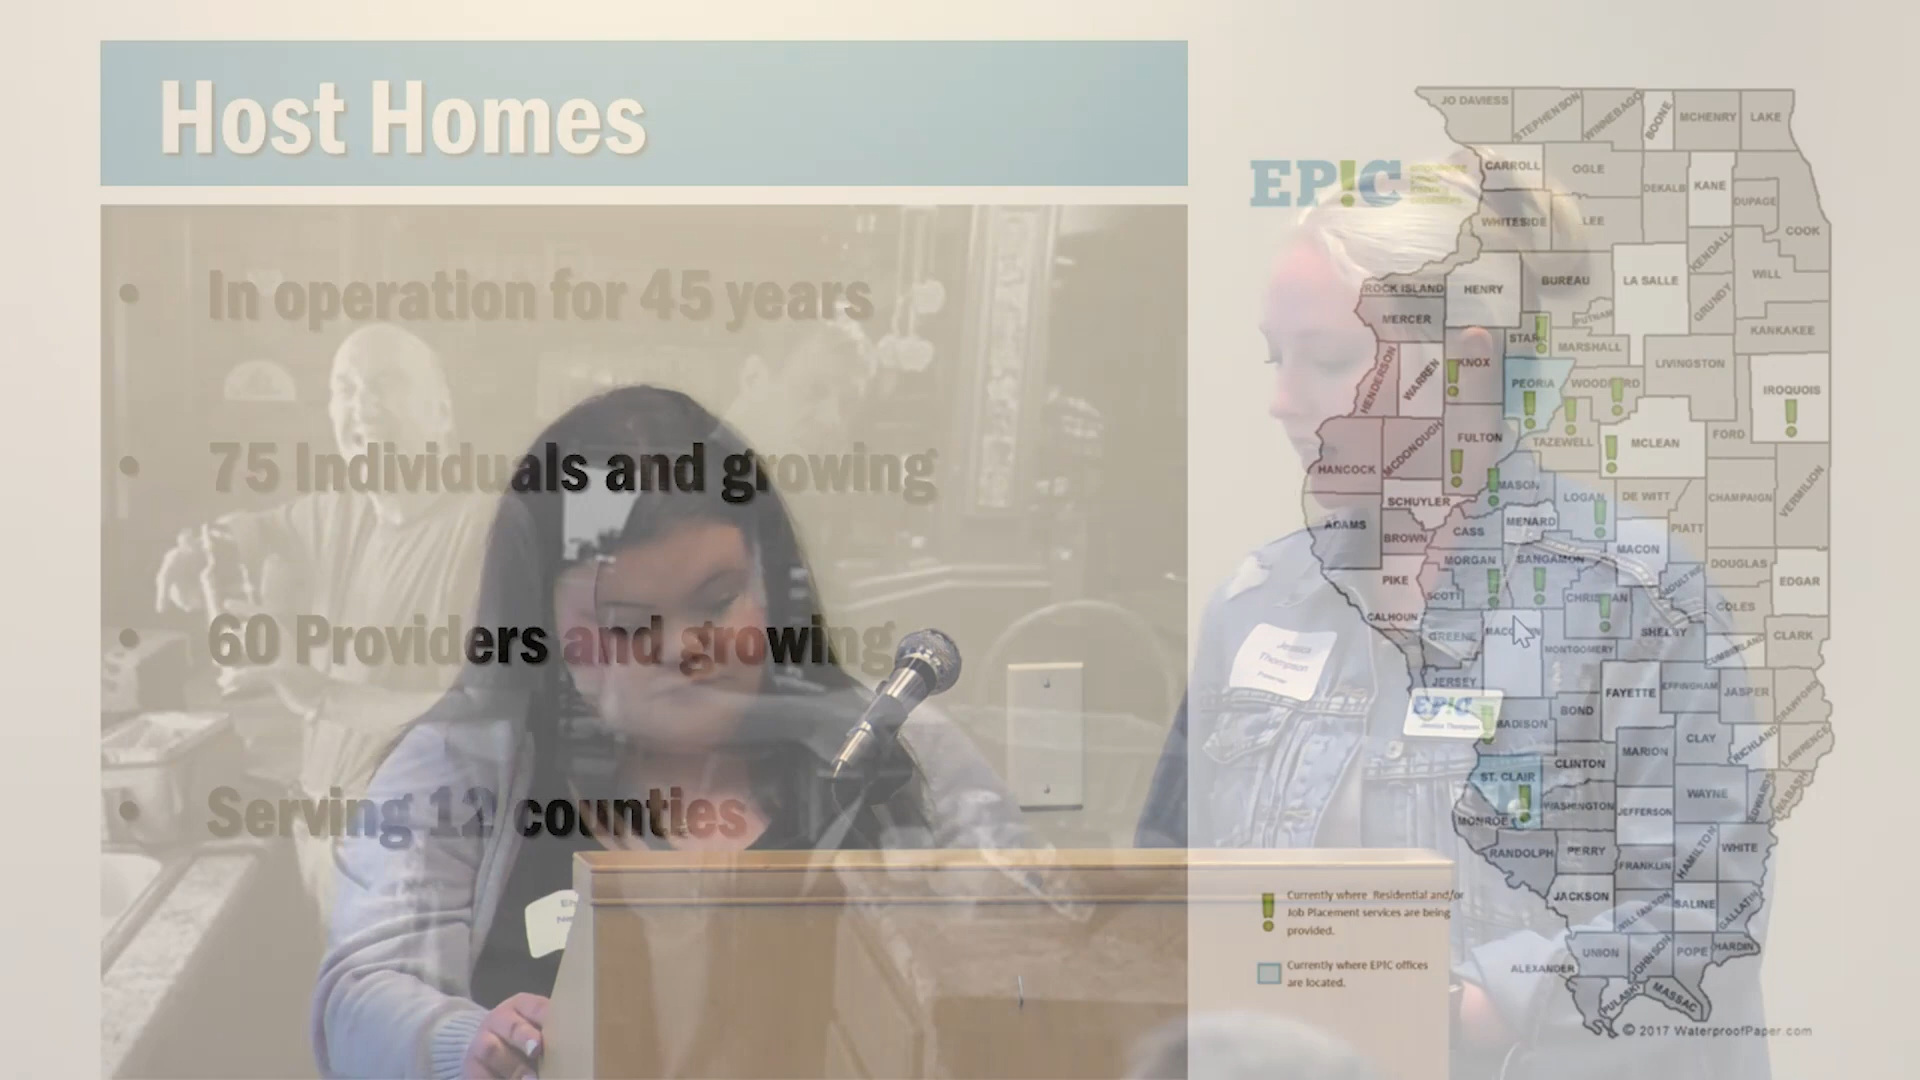 Host Homes
• In operation for 45 years
• 75 Individuals and growing
• 60 Providers and growing
• Serving 12 counties
EP!C
JO DAVIESS
STEPHENSON
WINNEBAGO
BOONE
MCHENRY
LAKE
CARROLL
OGLE
DEKALB
KANE
DUPAGE
WHITESIDE
LEE
COOK
KENDALL
ROCK ISLAND
HENRY
BUREAU
LA SALLE
WILL
GRUNDY
MERCER
PUTNAM
KANKAKEE
STARK
MARSHALL
HENDERSON
WARREN
KNOX
PEORIA
WOODFORD
LIVINGSTON
IROQUOIS
FULTON
TAZEWELL
MCLEAN
FORD
HANCOCK
MCDONOUGH
MASON
LOGAN
DE WITT
CHAMPAIGN
VERMILION
SCHUYLER
ADAMS
BROWN
CASS
MENARD
PIATT
MACON
MORGAN
SANGAMON
DOUGLAS
EDGAR
PIKE
SCOTT
CHRISTIAN
MOULTRIE
COLES
CALHOUN
GREENE
MACOUPIN
SHELBY
CUMBERLAND
CLARK
MONTGOMERY
JERSEY
FAYETTE
EFFINGHAM
JASPER
CRAWFORD
Jessica
Thompson
EP!C
Jessica Thompson
MADISON
BOND
CLAY
RICHLAND
LAWRENCE
MARION
CLINTON
ST. CLAIR
WASHINGTON
JEFFERSON
WAYNE
EDWARDS
WABASH
MONROE
RANDOLPH
PERRY
FRANKLIN
HAMILTON
WHITE
JACKSON
WILLIAMSON
SALINE
GALLATIN
UNION
JOHNSON
POPE
HARDIN
ALEXANDER
PULASKI
MASSAC
Currently where Residential and/or
Job Placement services are being
provided.
Currently where EPIC offices
are located.
© 2017 WaterproofPaper.com